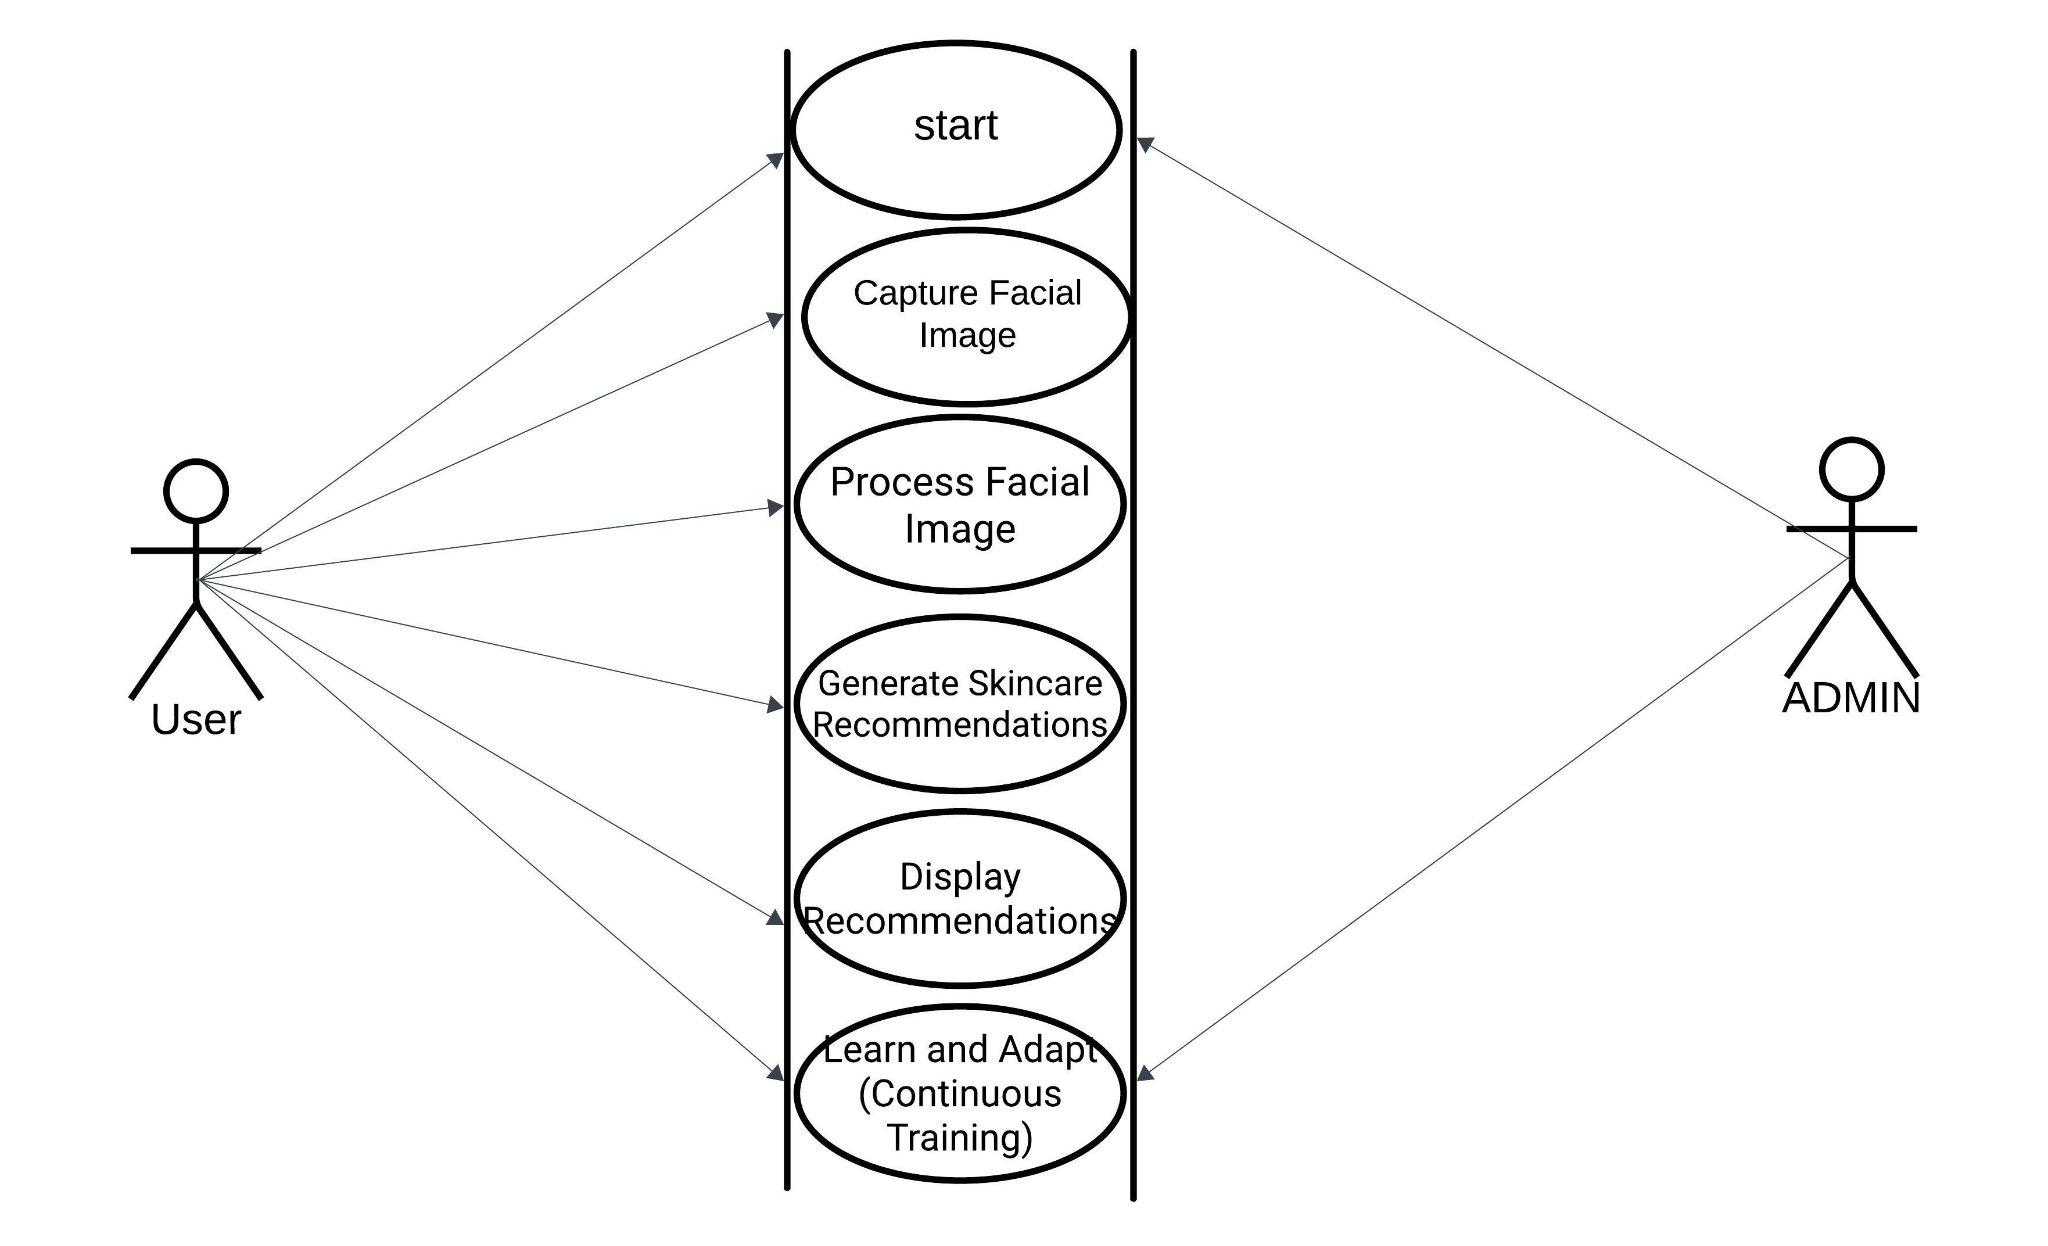 start
Capture Facial
Image
Process Facial
Image
Generate Skincare
Recommendations
Display
Recommendations
Learn and Adapt
(Continuous
Training)
User
ADMIN